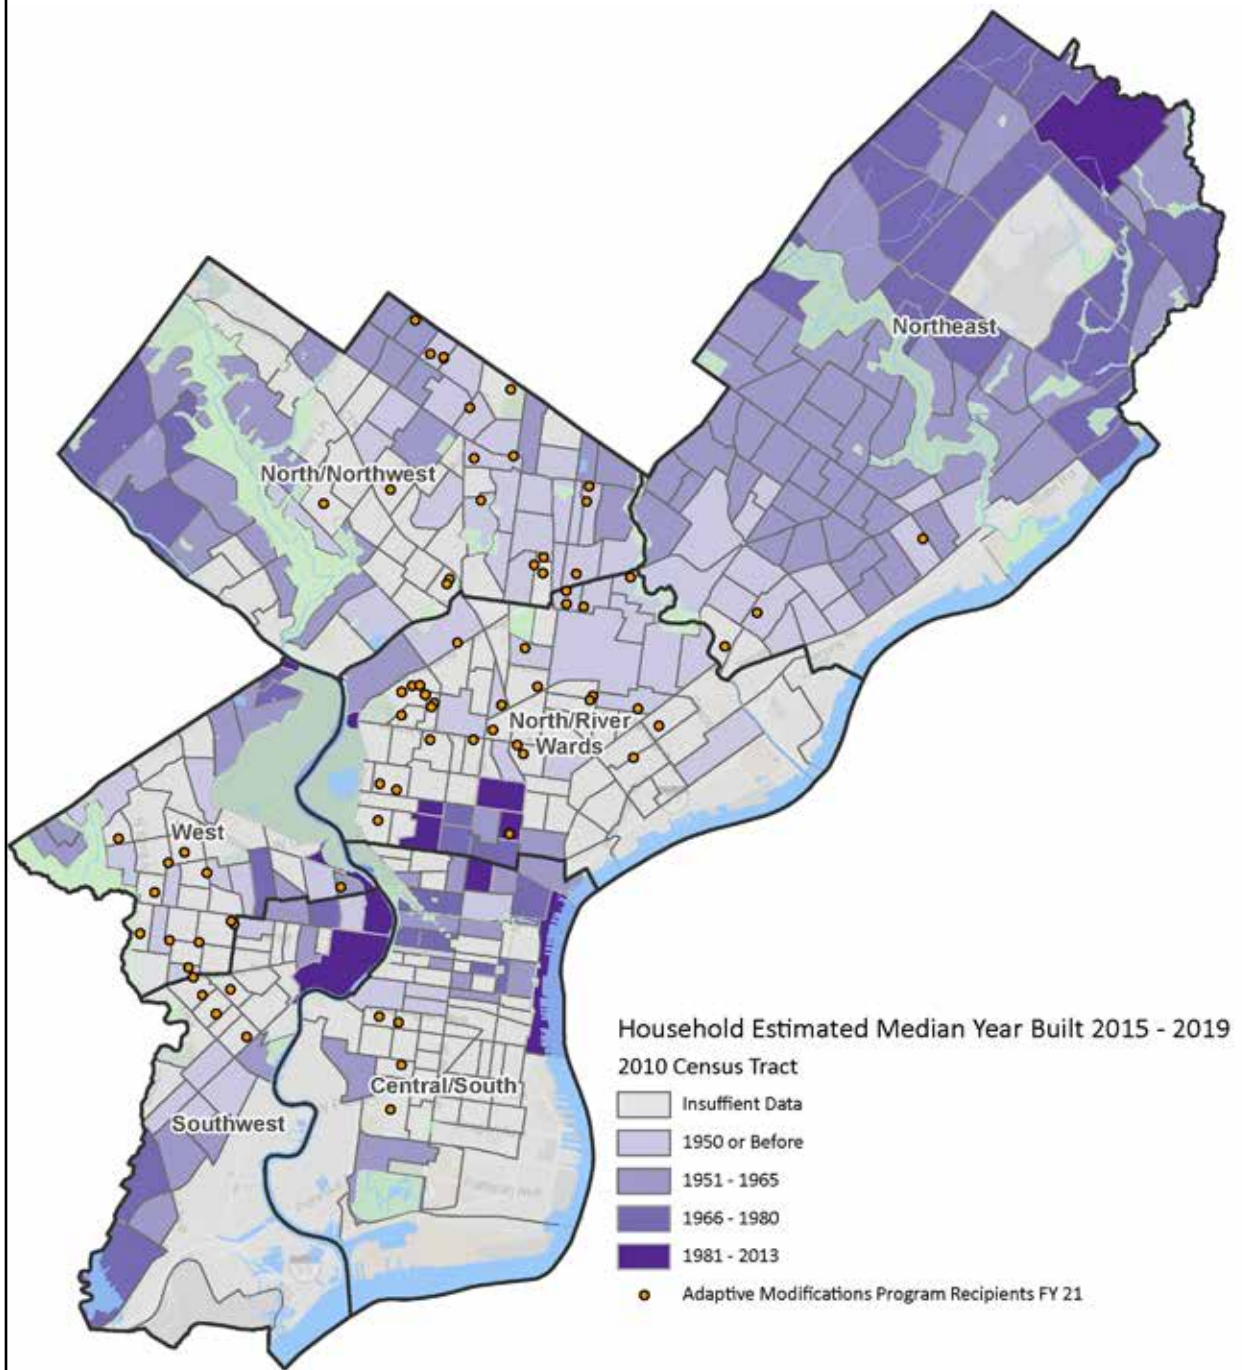 Northeast
North/Northwest
North/River
Wards
West
Central/South
Southwest
Household Estimated Median Year Built 2015 - 2019
2010 Census Tract
Insuffient Data
1950 or Before
1951 - 1965
1966 - 1980
1981 - 2013
Adaptive Modifications Program Recipients FY 21